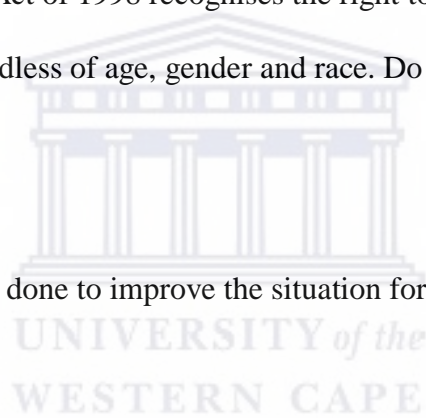 Act of 1998 recognises the right to
dless of age, gender and race. Do
done to improve the situation for
UNIVERSITY of the
WESTERN CAPE